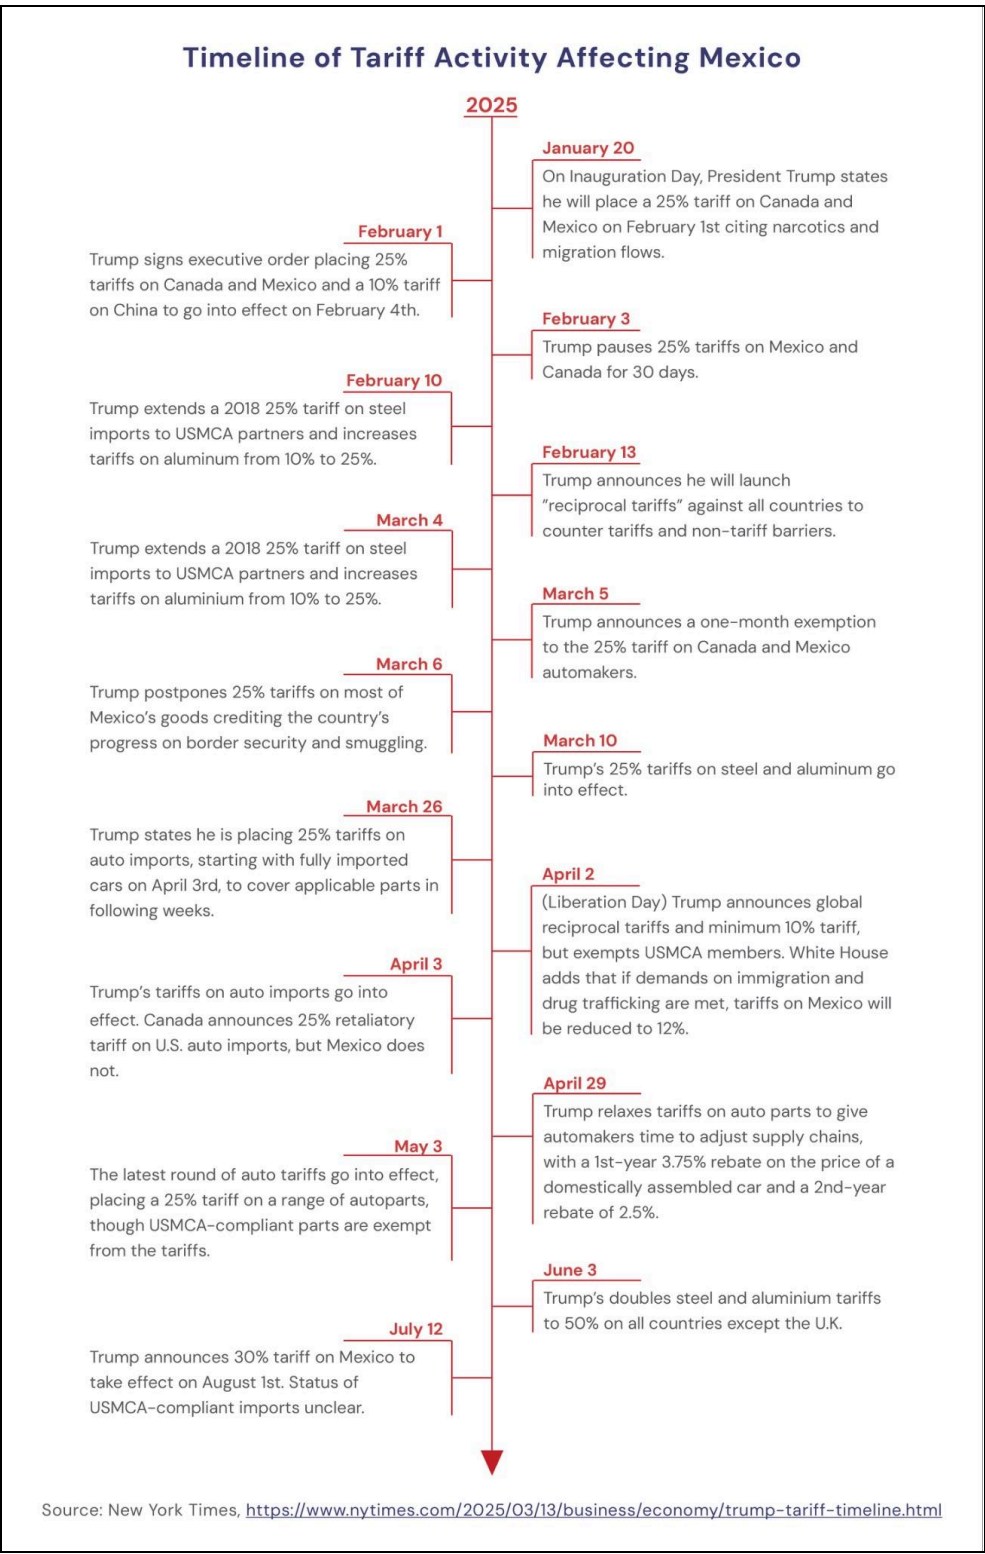 Timeline of Tariff Activity Affecting Mexico
2025
January 20
On Inauguration Day, President Trump states
he will place a 25% tariff on Canada and
Mexico on February 1st citing narcotics and
migration flows.
February 1
Trump signs executive order placing 25%
tariffs on Canada and Mexico and a 10% tariff
on China to go into effect on February 4th.
February 3
Trump pauses 25% tariffs on Mexico and
Canada for 30 days.
February 10
Trump extends a 2018 25% tariff on steel
imports to USMCA partners and increases
tariffs on aluminum from 10% to 25%.
February 13
Trump announces he will launch
"reciprocal tariffs" against all countries to
counter tariffs and non-tariff barriers.
March 4
Trump extends a 2018 25% tariff on steel
imports to USMCA partners and increases
tariffs on aluminium from 10% to 25%.
March 5
Trump announces a one-month exemption
to the 25% tariff on Canada and Mexico
automakers.
March 6
Trump postpones 25% tariffs on most of
Mexico's goods crediting the country's
progress on border security and smuggling.
March 10
Trump's 25% tariffs on steel and aluminum go
into effect.
March 26
Trump states he is placing 25% tariffs on
auto imports, starting with fully imported
cars on April 3rd, to cover applicable parts in
following weeks.
April 2
(Liberation Day) Trump announces global
reciprocal tariffs and minimum 10% tariff,
but exempts USMCA members. White House
adds that if demands on immigration and
drug trafficking are met, tariffs on Mexico will
be reduced to 12%.
April 3
Trump's tariffs on auto imports go into
effect. Canada announces 25% retaliatory
tariff on U.S. auto imports, but Mexico does
not.
April 29
Trump relaxes tariffs on auto parts to give
automakers time to adjust supply chains,
with a 1st-year 3.75% rebate on the price of a
domestically assembled car and a 2nd-year
rebate of 2.5%.
May 3
The latest round of auto tariffs go into effect,
placing a 25% tariff on a range of autoparts,
though USMCA-compliant parts are exempt
from the tariffs.
June 3
Trump's doubles steel and aluminium tariffs
to 50% on all countries except the U.K.
July 12
Trump announces 30% tariff on Mexico to
take effect on August 1st. Status of
USMCA-compliant imports unclear.
Source: New York Times, https://www.nytimes.com/2025/03/13/business/economy/trump-tariff-timeline.html